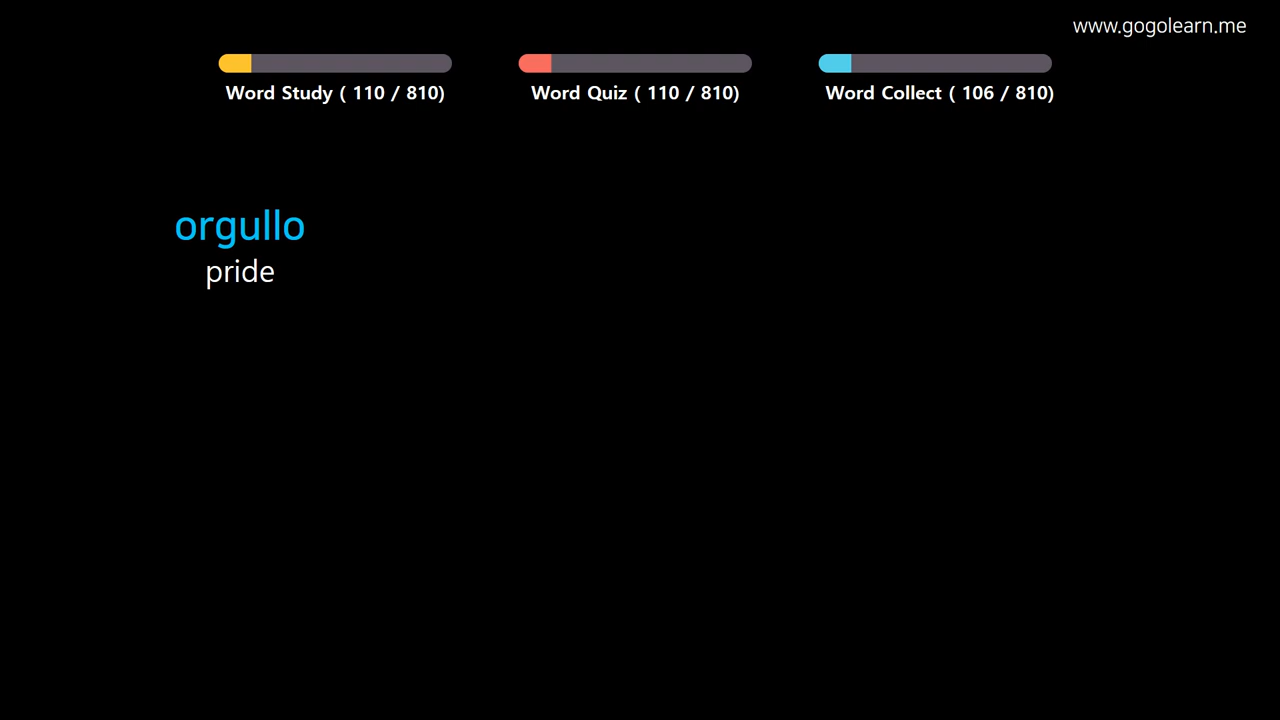 www.gogolearn.me
Word Study ( 110 / 810)
Word Quiz ( 110 / 810)
Word Collect ( 106 / 810)
orgullo
pride